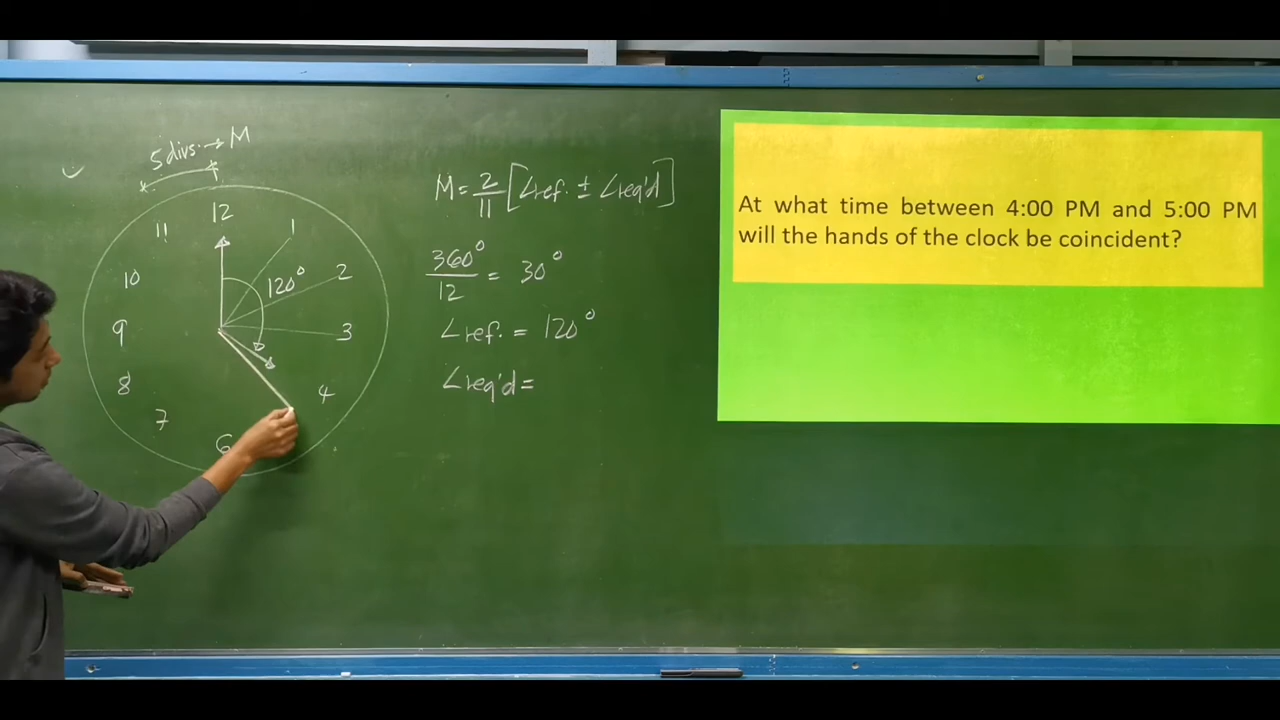 5 divs. → M
12
11
1
10
120°
2
9
3
8
4
7
6
M = 2/11 [∠ref. ± ∠req'd]
360°/12 = 30°
∠ref. = 120°
∠req'd =
At what time between 4:00 PM and 5:00 PM
will the hands of the clock be coincident?